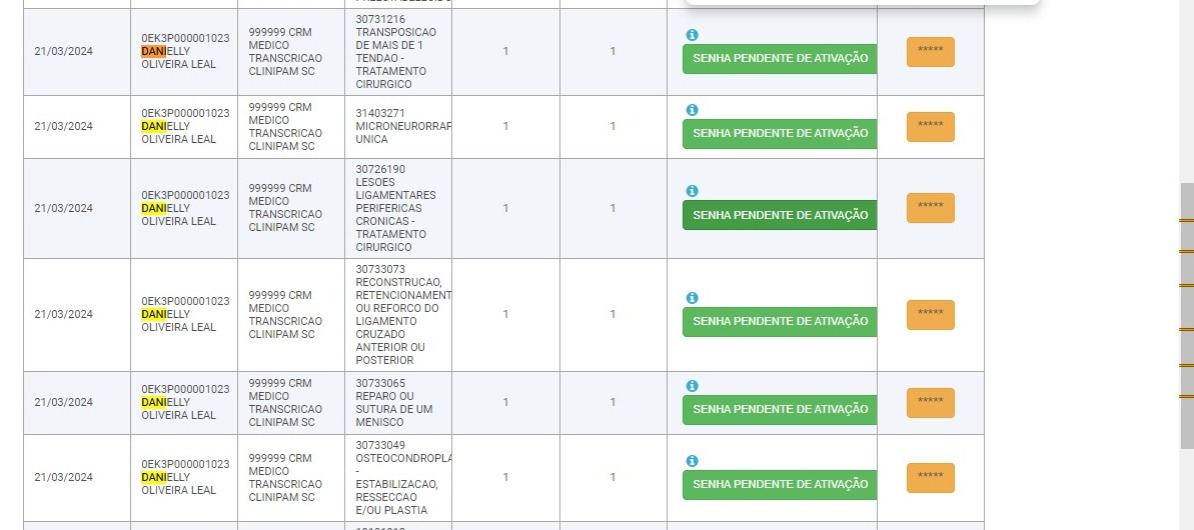 21/03/2024
0EK3P000001023
DANIELLY
OLIVEIRA LEAL
999999 CRM
MEDICO
TRANSCRICAO
CLINIPAM SC
30731216
TRANSPOSICAO
DE MAIS DE 1
TENDAO -
TRATAMENTO
CIRURGICO
1
1
SENHA PENDENTE DE ATIVAÇÃO
*****
21/03/2024
0EK3P000001023
DANIELLY
OLIVEIRA LEAL
999999 CRM
MEDICO
TRANSCRICAO
CLINIPAM SC
31403271
MICRONEURORRAF
UNICA
1
1
SENHA PENDENTE DE ATIVAÇÃO
*****
21/03/2024
0EK3P000001023
DANIELLY
OLIVEIRA LEAL
999999 CRM
MEDICO
TRANSCRICAO
CLINIPAM SC
30726190
LESOES
LIGAMENTARES
PERIFERICAS
CRONICAS -
TRATAMENTO
CIRURGICO
1
1
SENHA PENDENTE DE ATIVAÇÃO
*****
21/03/2024
0EK3P000001023
DANIELLY
OLIVEIRA LEAL
999999 CRM
MEDICO
TRANSCRICAO
CLINIPAM SC
30733073
RECONSTRUCAO,
RETENCIONAMENT
OU REFORCO DO
LIGAMENTO
CRUZADO
ANTERIOR OU
POSTERIOR
1
1
SENHA PENDENTE DE ATIVAÇÃO
*****
21/03/2024
0EK3P000001023
DANIELLY
OLIVEIRA LEAL
999999 CRM
MEDICO
TRANSCRICAO
CLINIPAM SC
30733065
REPARO OU
SUTURA DE UM
MENISCO
1
1
SENHA PENDENTE DE ATIVAÇÃO
*****
21/03/2024
0EK3P000001023
DANIELLY
OLIVEIRA LEAL
999999 CRM
MEDICO
TRANSCRICAO
CLINIPAM SC
30733049
OSTEOCONDROPLA
-
ESTABILIZACAO,
RESSECCAO
E/OU PLASTIA
1
1
SENHA PENDENTE DE ATIVAÇÃO
*****